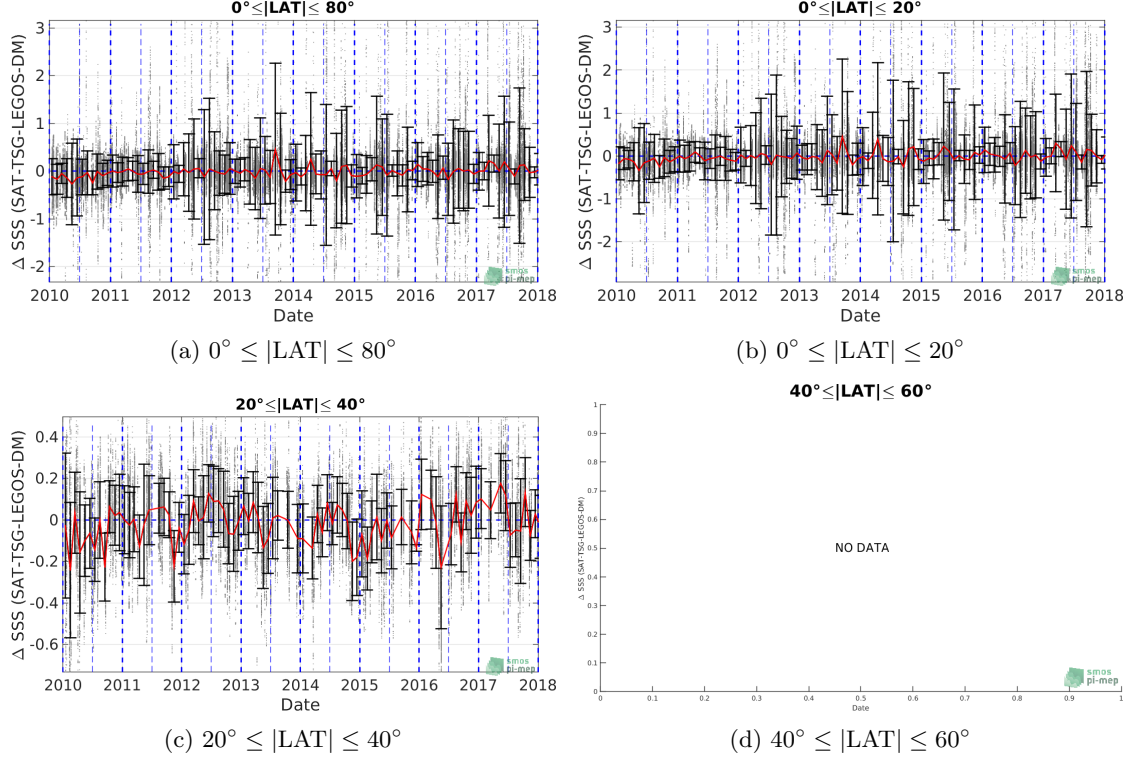 0°≤|LAT|≤ 80°
Δ SSS (SAT-TSG-LEGOS-DM)
3
2
1
0
-1
-2
2010 2011 2012 2013 2014 2015 2016 2017 2018
Date
smos
pi-mep
(a) 0° ≤ |LAT| ≤ 80°
0°≤|LAT|≤ 20°
Δ SSS (SAT-TSG-LEGOS-DM)
3
2
1
0
-1
-2
2010 2011 2012 2013 2014 2015 2016 2017 2018
Date
smos
pi-mep
(b) 0° ≤ |LAT| ≤ 20°
20°≤|LAT|≤ 40°
Δ SSS (SAT-TSG-LEGOS-DM)
0.4
0.2
0
-0.2
-0.4
-0.6
2010 2011 2012 2013 2014 2015 2016 2017 2018
Date
smos
pi-mep
(c) 20° ≤ |LAT| ≤ 40°
40°≤|LAT|≤ 60°
Δ SSS (SAT-TSG-LEGOS-DM)
1
0.9
0.8
0.7
0.6
0.5
0.4
0.3
0.2
0.1
0
NO DATA
0 0.1 0.2 0.3 0.4 0.5 0.6 0.7 0.8 0.9 1
Date
smos
pi-mep
(d) 40° ≤ |LAT| ≤ 60°